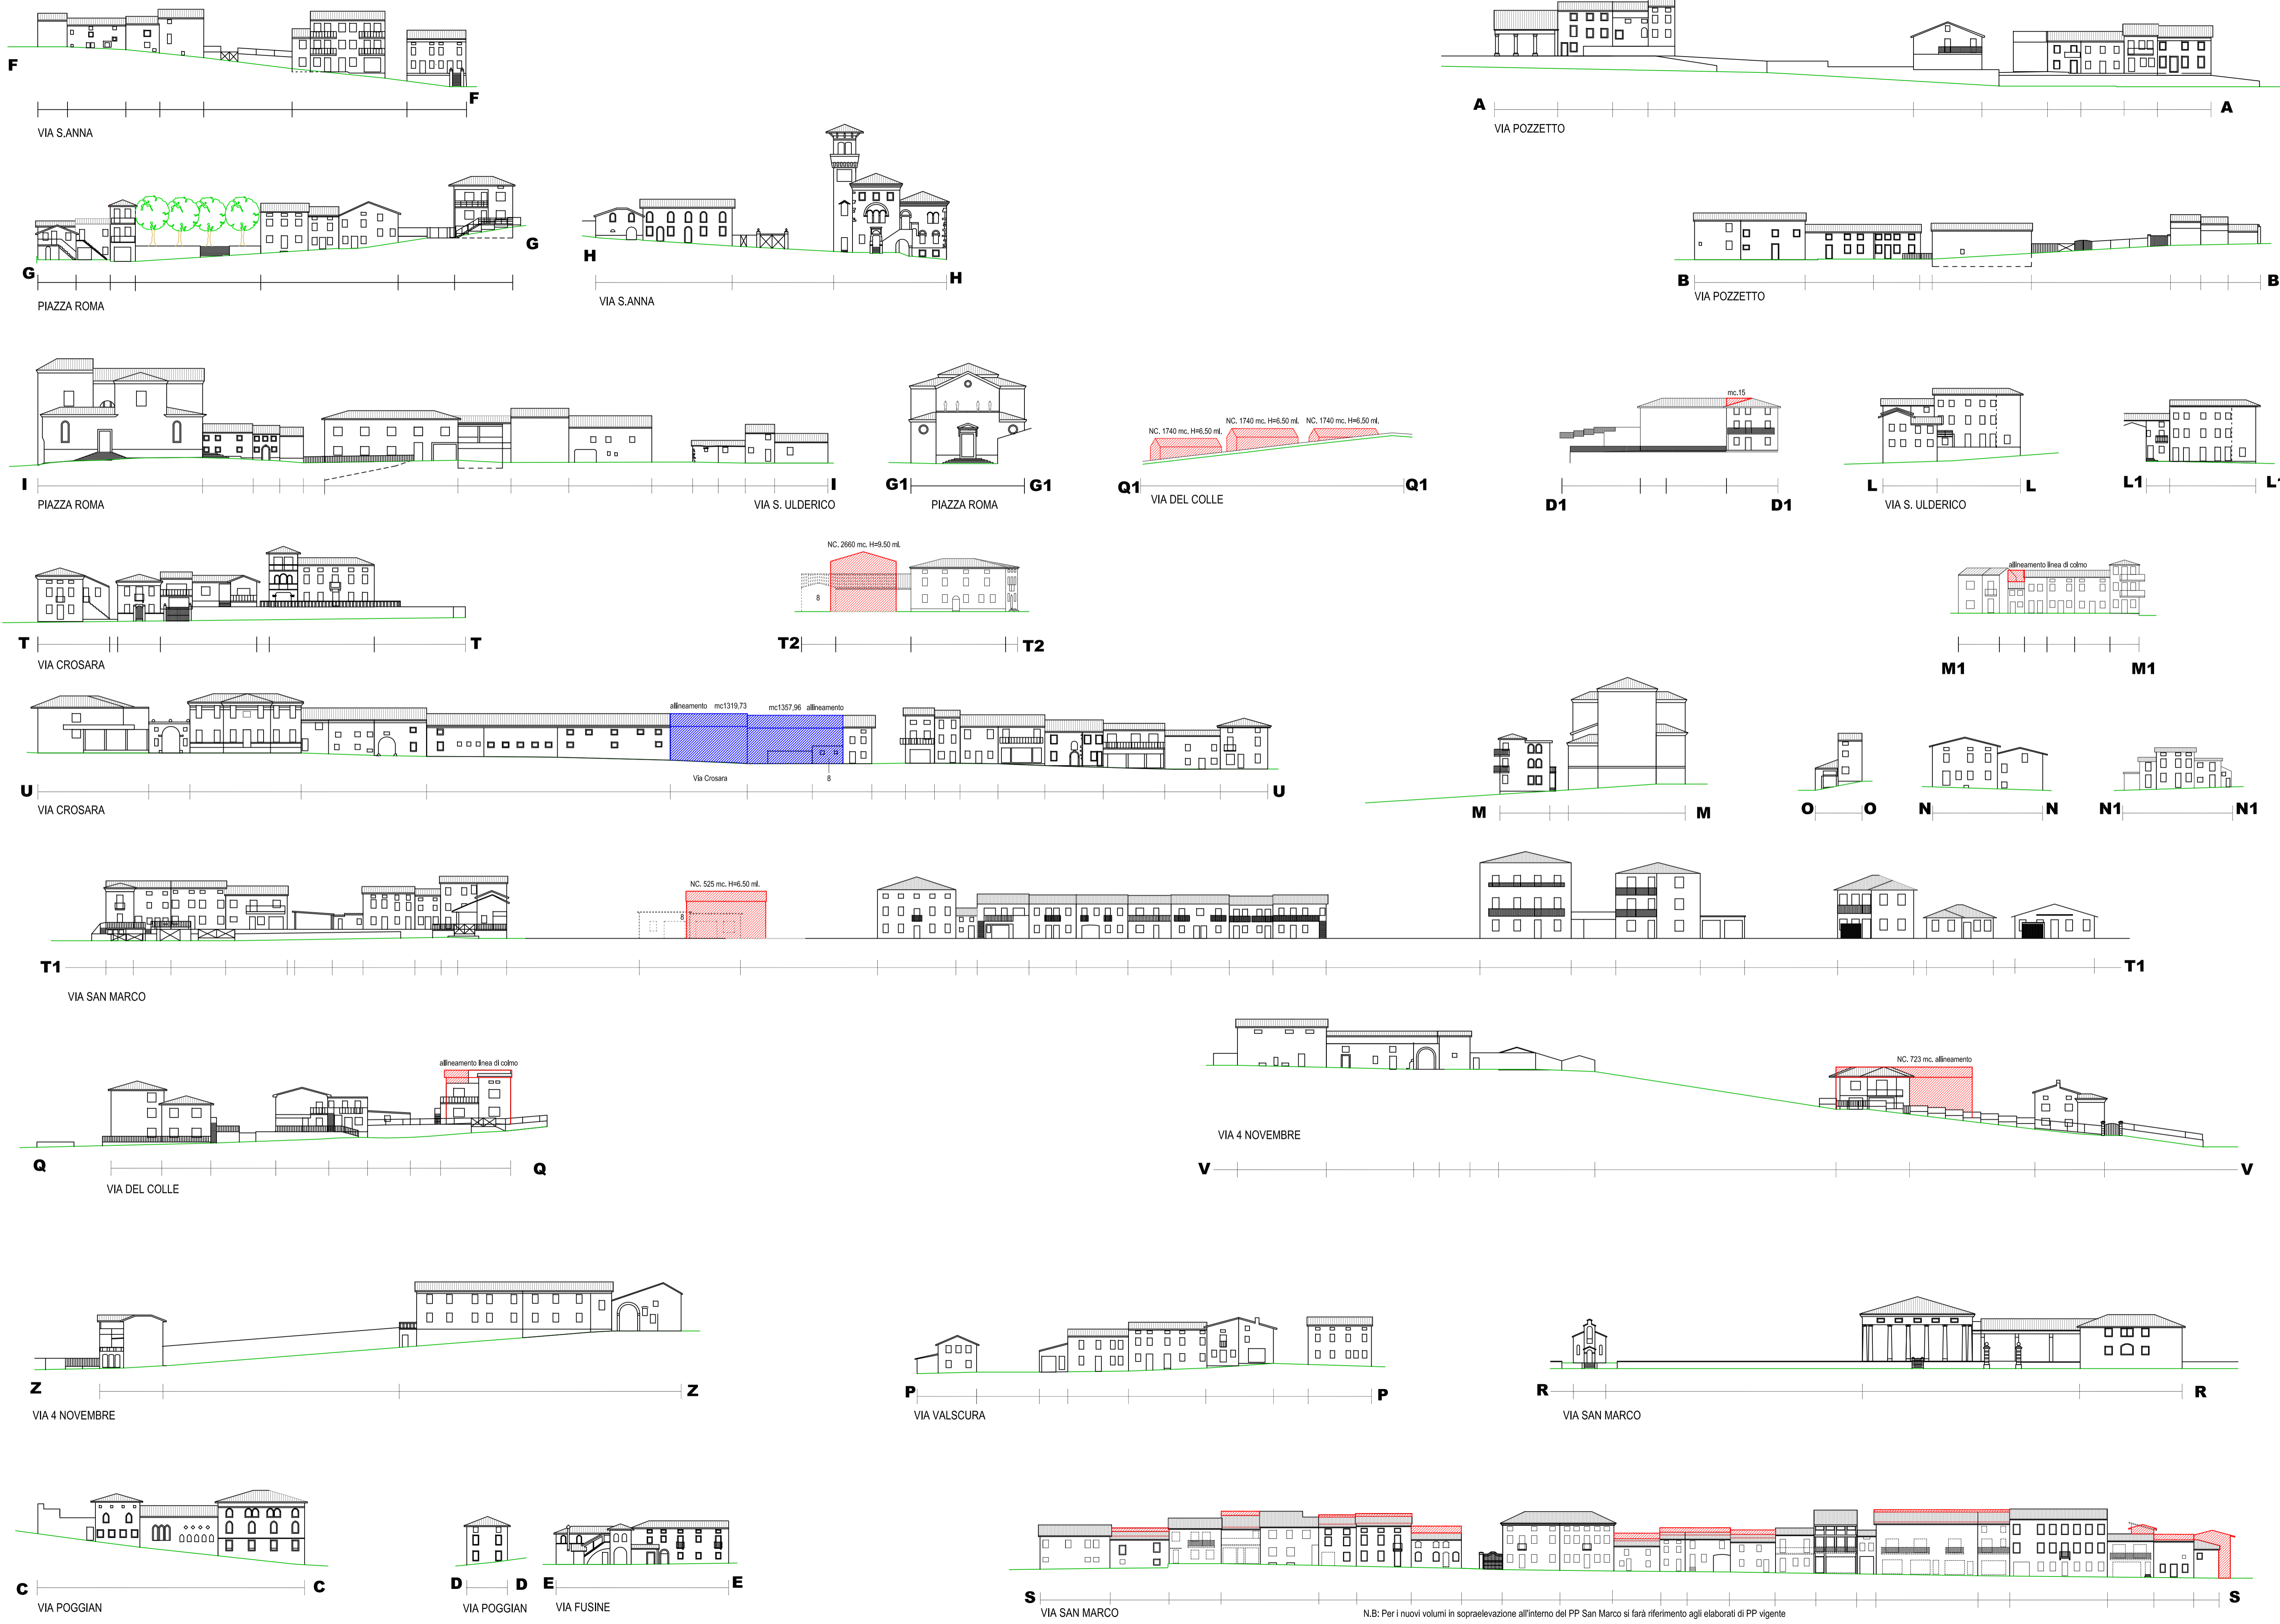 F
F
VIA S.ANNA
A
A
VIA POZZETTO
G
G
PIAZZA ROMA
H
H
VIA S.ANNA
B
B
VIA POZZETTO
I
I
PIAZZA ROMA
VIA S. ULDERICO
G1
G1
PIAZZA ROMA
NC. 1740 mc. H=6.50 ml.
NC. 1740 mc. H=6.50 ml.
NC. 1740 mc. H=6.50 ml.
Q1
Q1
VIA DEL COLLE
mc.15
D1
D1
L
L
VIA S. ULDERICO
L1
L1
T
T
VIA CROSARA
NC. 2660 mc. H=9.50 ml.
8
T2
T2
allineamento linea di colmo
M1
M1
allineamento mc1319,73
mc1357,96 allineamento
Via Crosara
8
U
U
VIA CROSARA
M
M
O
O
N
N
N1
N1
NC. 525 mc. H=6.50 ml.
8
T1
T1
VIA SAN MARCO
allineamento linea di colmo
Q
Q
VIA DEL COLLE
NC. 723 mc. allineamento
VIA 4 NOVEMBRE
V
V
Z
Z
VIA 4 NOVEMBRE
P
P
VIA VALSCURA
R
R
VIA SAN MARCO
C
C
VIA POGGIAN
D
D
VIA POGGIAN
E
E
VIA FUSINE
S
S
VIA SAN MARCO
N.B: Per i nuovi volumi in sopraelevazione all'interno del PP San Marco si farà riferimento agli elaborati di PP vigente